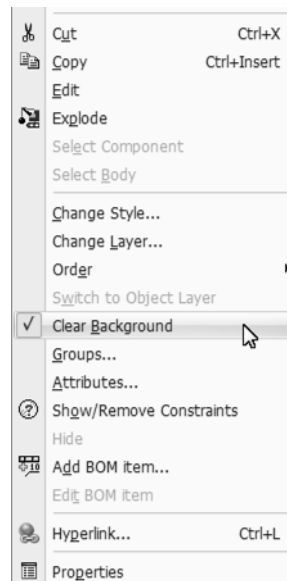 Cut Ctrl+X
Copy Ctrl+Insert
Edit
Explode
Select Component
Select Body
Change Style...
Change Layer...
Order
Switch to Object Layer
Clear Background
Groups...
Attributes...
Show/Remove Constraints
Hide
Add BOM item...
Edit BOM item
Hyperlink... Ctrl+L
Properties